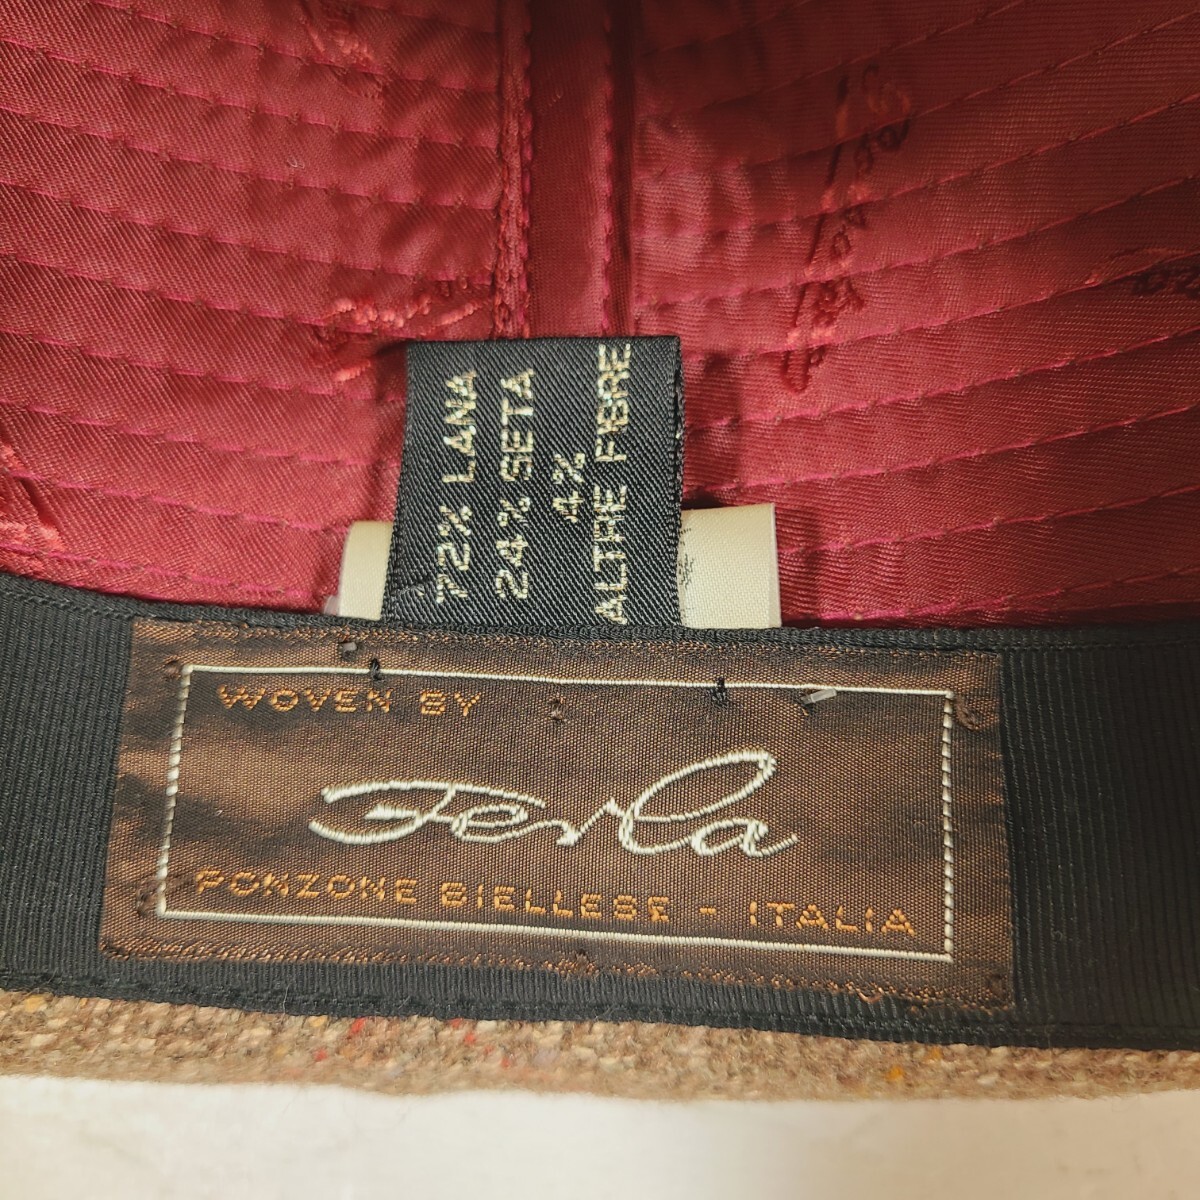 72% LANA
24% SETA
4%
ALTRE FIBRE
WOVEN BY
Ferla
PONZONE BIELLESE - ITALIA